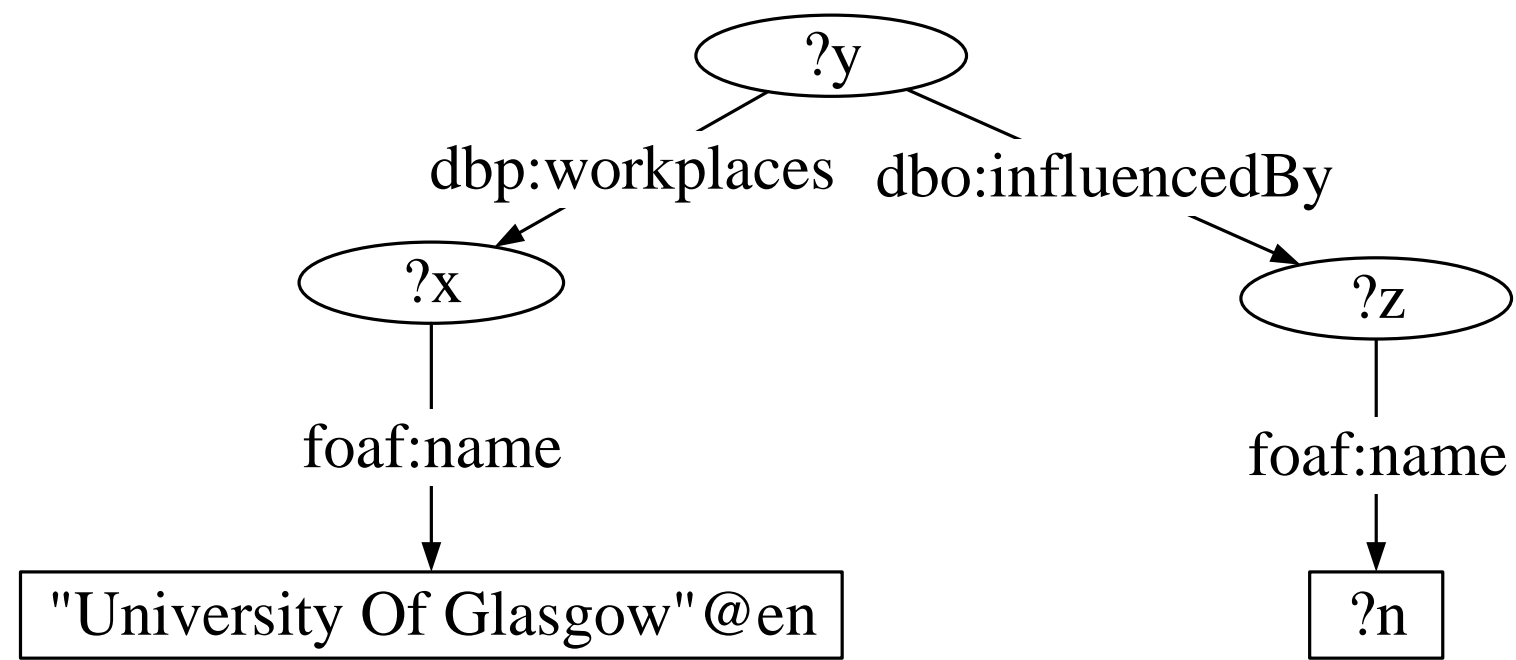 ?y
dbp:workplaces
dbo:influencedBy
?x
?z
foaf:name
foaf:name
"University Of Glasgow"@en
?n